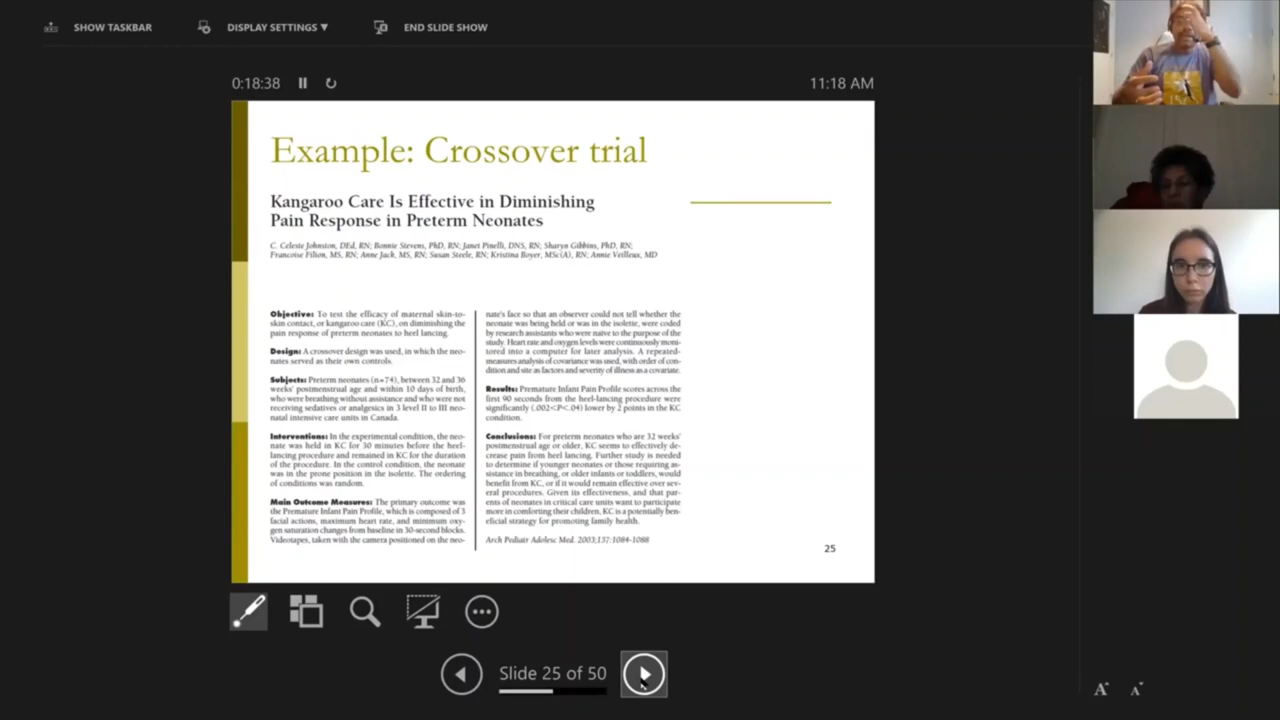 SHOW TASKBAR
DISPLAY SETTINGS ▼
END SLIDE SHOW
0:18:38
11:18 AM
Example: Crossover trial
Kangaroo Care Is Effective in Diminishing
Pain Response in Preterm Neonates
C. Celeste Johnston, DEd, RN; Bonnie Stevens, PhD, RN; Janet Pinelli, DNS, RN; Sharyn Gibbins, PhD, RN;
Francoise Filion, MS, RN; Anne Jack, MS, RN; Susan Steele, RN; Kristina Boyer, MSc(A), RN; Annie Veilleux, MD
Objective: To test the efficacy of maternal skin-to-
skin contact, or kangaroo care (KC), on diminishing the
pain response of preterm neonates to heel lancing.
Design: A crossover design was used, in which the neo-
nates served as their own controls.
Subjects: Preterm neonates (n=74), between 32 and 36
weeks' postmenstrual age and within 10 days of birth,
who were breathing without assistance and who were not
receiving sedatives or analgesics in 3 level II to III neo-
natal intensive care units in Canada.
Interventions: In the experimental condition, the neo-
nate was held in KC for 30 minutes before the heel-
lancing procedure and remained in KC for the duration
of the procedure. In the control condition, the neonate
was in the prone position in the isolette. The ordering
of conditions was random.
Main Outcome Measures: The primary outcome was
the Premature Infant Pain Profile, which is composed of 3
facial actions, maximum heart rate, and minimum oxy-
gen saturation changes from baseline in 30-second blocks.
Videotapes, taken with the camera positioned on the neo-
nate's face so that an observer could not tell whether the
neonate was being held or was in the isolette, were coded
by research assistants who were naive to the purpose of the
study. Heart rate and oxygen levels were continuously moni-
tored into a computer for later analysis. A repeated-
measures analysis of covariance was used, with order of con-
dition and site as factors and severity of illness as a covariate.
Results: Premature Infant Pain Profile scores across the
first 90 seconds from the heel-lancing procedure were
significantly (.002<P<.04) lower by 2 points in the KC
condition.
Conclusions: For preterm neonates who are 32 weeks'
postmenstrual age or older, KC seems to effectively de-
crease pain from heel lancing. Further study is needed
to determine if younger neonates or those requiring as-
sistance in breathing, or older infants or toddlers, would
benefit from KC, or if it would remain effective over sev-
eral procedures. Given its effectiveness, and that par-
ents of neonates in critical care units want to participate
more in comforting their children, KC is a potentially ben-
eficial strategy for promoting family health.
Arch Pediatr Adolesc Med. 2003;157:1084-1088
25
Slide 25 of 50
A A